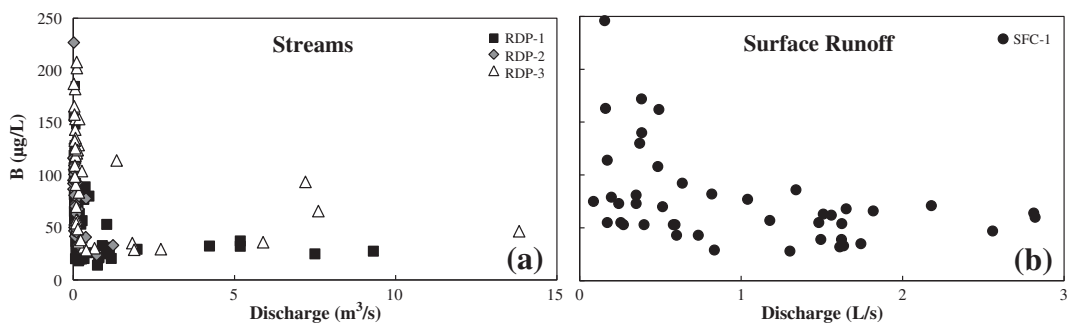 250
200
150
100
50
0
B (µg/L)
Streams
RDP-1
RDP-2
RDP-3
(a)
0 5 10 15
Discharge (m³/s)
Surface Runoff
SFC-1
(b)
0 1 2 3
Discharge (L/s)